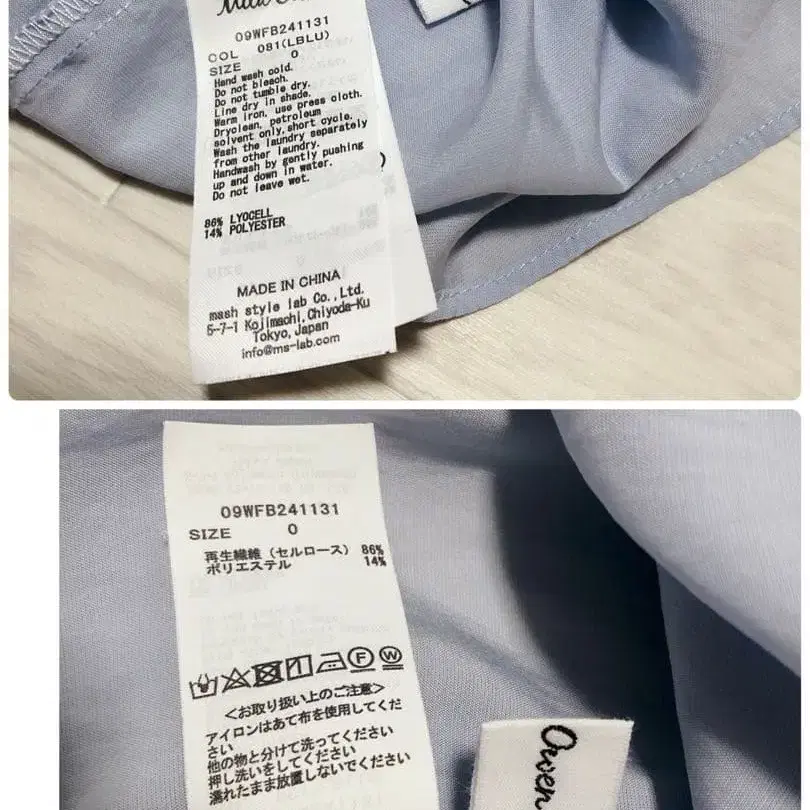 09WFB241131
COL 081(LBLU)
SIZE 0
Hand wash cold.
Do not bleach.
Do not tumble dry.
Line dry in shade.
Warm iron, use press cloth.
Dryclean, petroleum
solvent only,short cycle.
Wash the laundry separately
from other laundry.
Handwash by gently pushing
up and down in water.
Do not leave wet.
86% LYOCELL
14% POLYESTER
MADE IN CHINA
mash style lab Co.,Ltd.
5-7-1 Kojimachi,Chiyoda-Ku
Tokyo,Japan
info@ms-lab.com
09WFB241131
SIZE 0
再生繊維（セルロース） 86%
ポリエステル 14%
F W
＜お取り扱い上のご注意＞
アイロンはあて布を使用してくだ
さい
他の物と分けて洗ってください
押し洗いをしてください
濡れたまま放置しないでください